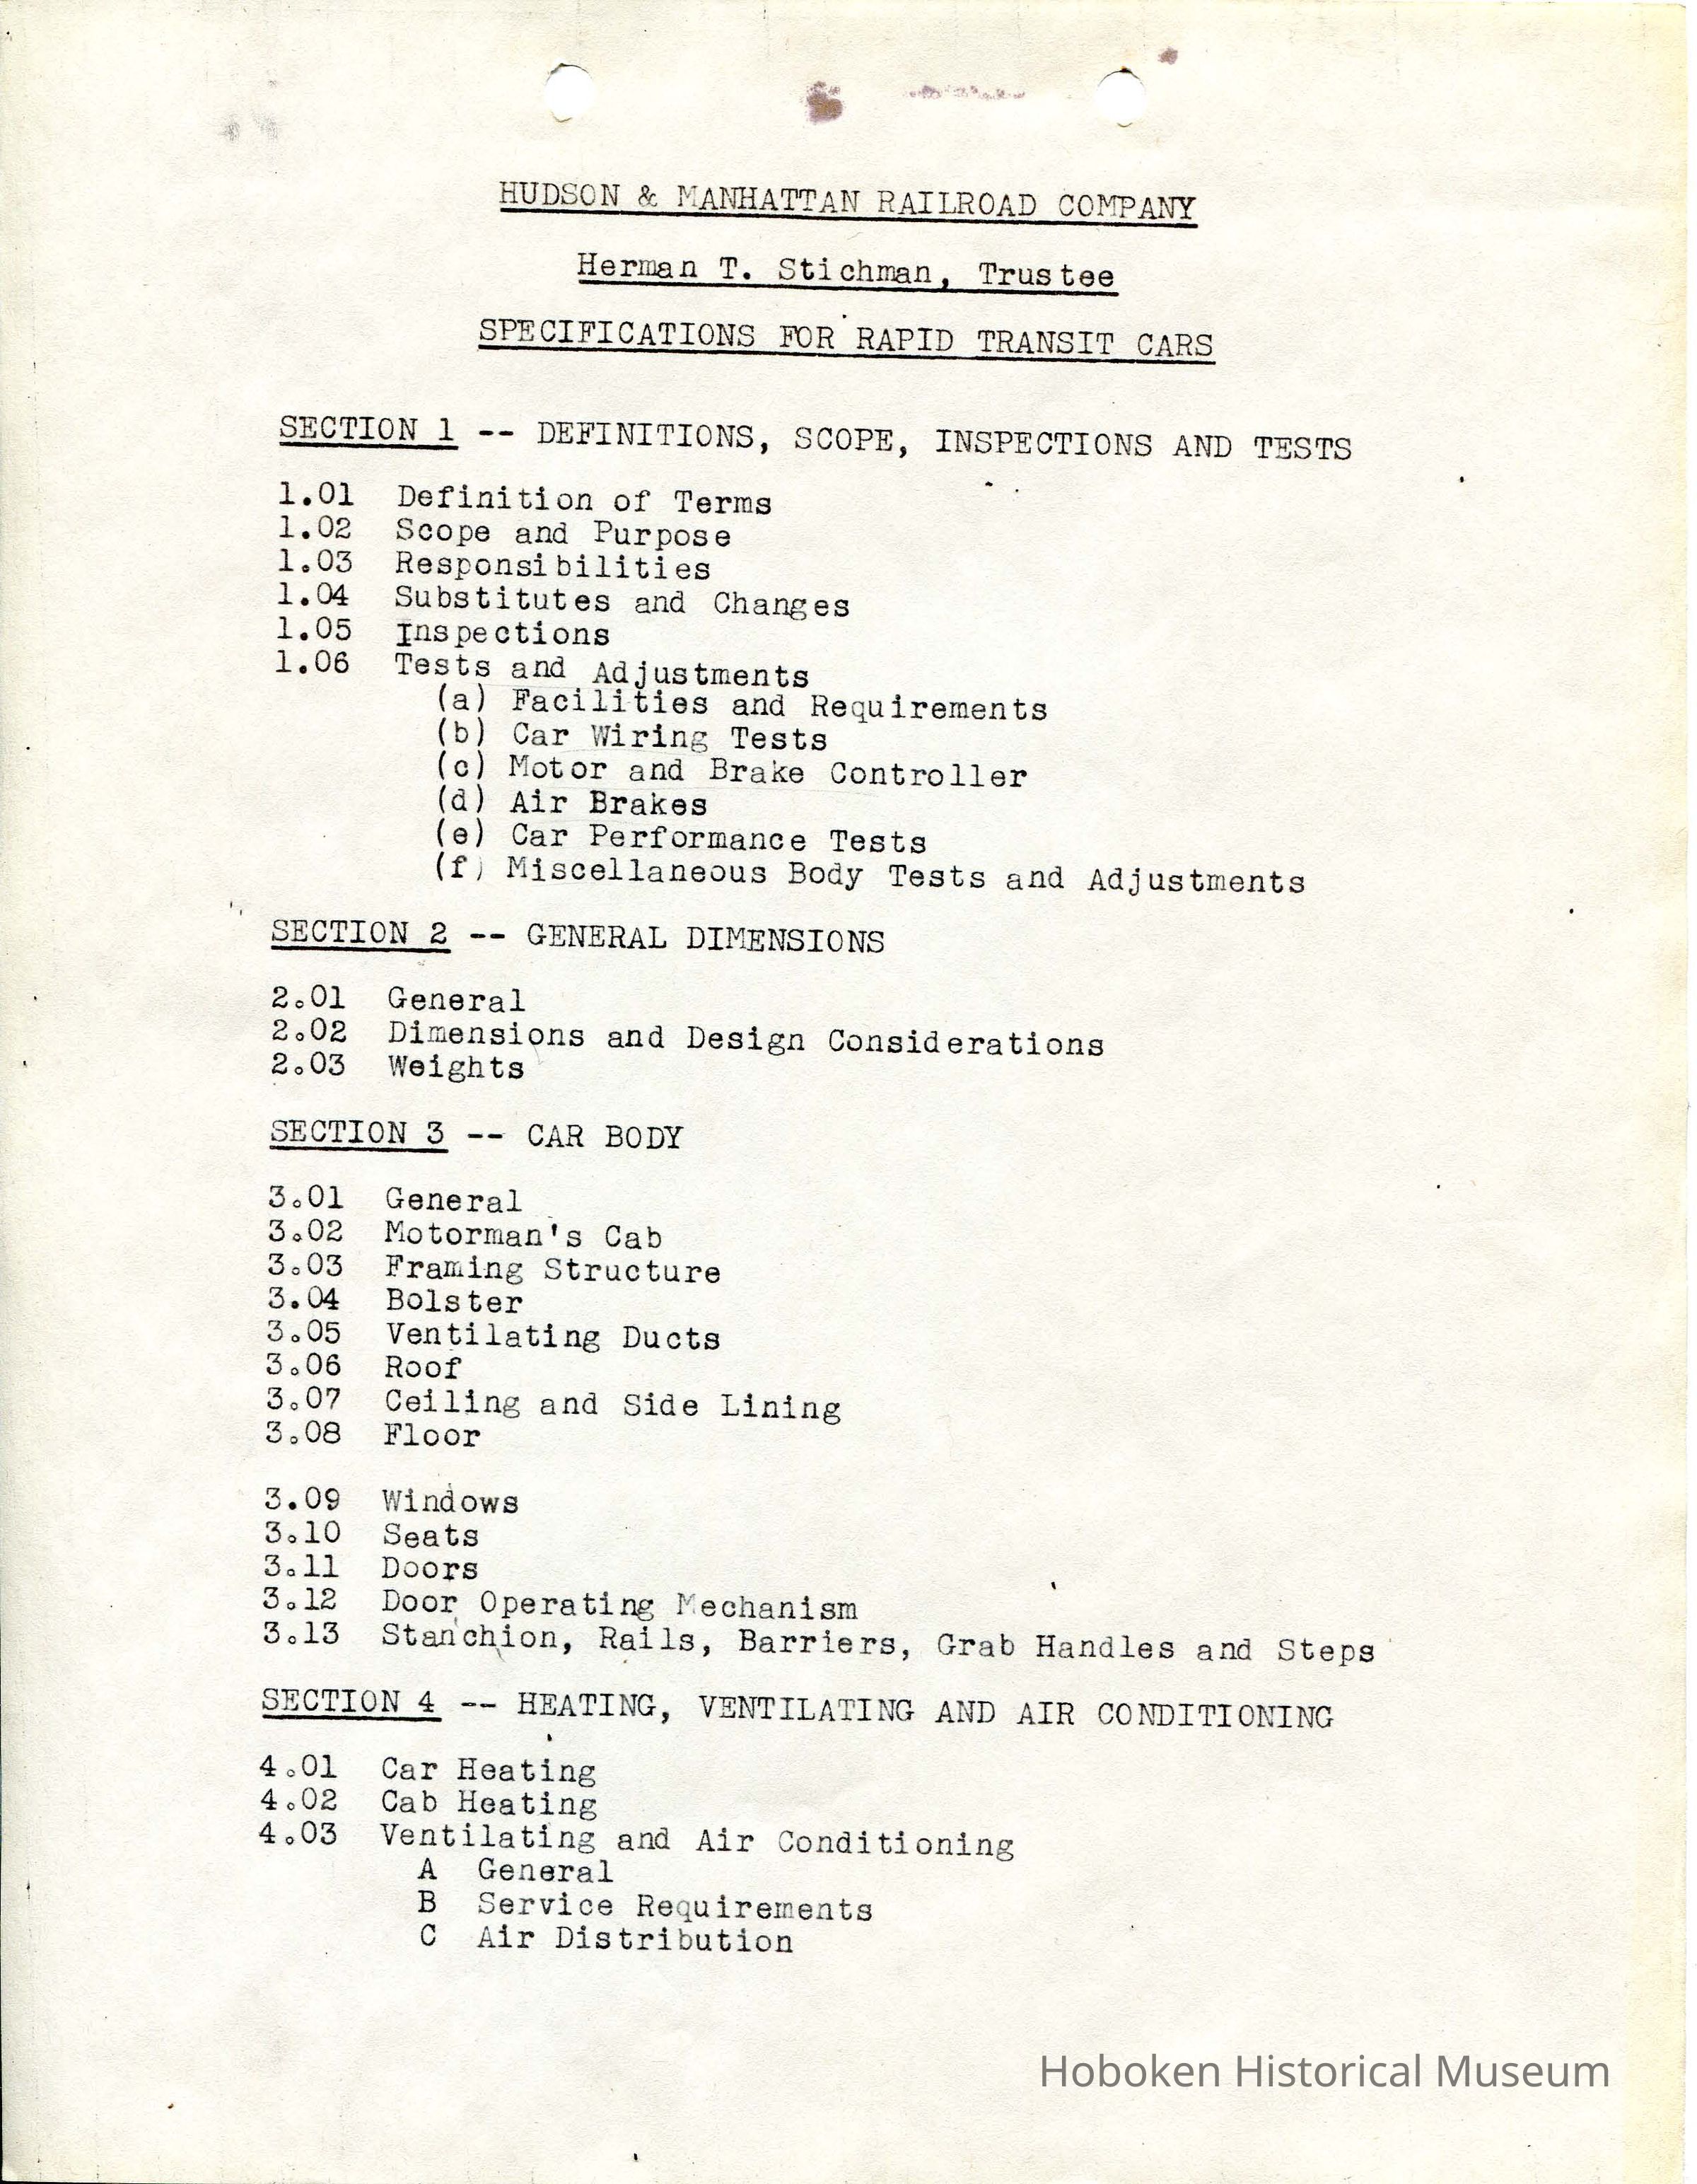 HUDSON & MANHATTAN RAILROAD COMPANY
Herman T. Stichman, Trustee
SPECIFICATIONS FOR RAPID TRANSIT CARS
SECTION 1 -- DEFINITIONS, SCOPE, INSPECTIONS AND TESTS
1.01 Definition of Terms
1.02 Scope and Purpose
1.03 Responsibilities
1.04 Substitutes and Changes
1.05 Inspections
1.06 Tests and Adjustments
(a) Facilities and Requirements
(b) Car Wiring Tests
(c) Motor and Brake Controller
(d) Air Brakes
(e) Car Performance Tests
(f) Miscellaneous Body Tests and Adjustments
SECTION 2 -- GENERAL DIMENSIONS
2.01 General
2.02 Dimensions and Design Considerations
2.03 Weights
SECTION 3 -- CAR BODY
3.01 General
3.02 Motorman's Cab
3.03 Framing Structure
3.04 Bolster
3.05 Ventilating Ducts
3.06 Roof
3.07 Ceiling and Side Lining
3.08 Floor
3.09 Windows
3.10 Seats
3.11 Doors
3.12 Door Operating Mechanism
3.13 Stanchion, Rails, Barriers, Grab Handles and Steps
SECTION 4 -- HEATING, VENTILATING AND AIR CONDITIONING
4.01 Car Heating
4.02 Cab Heating
4.03 Ventilating and Air Conditioning
A General
B Service Requirements
C Air Distribution
Hoboken Historical Museum